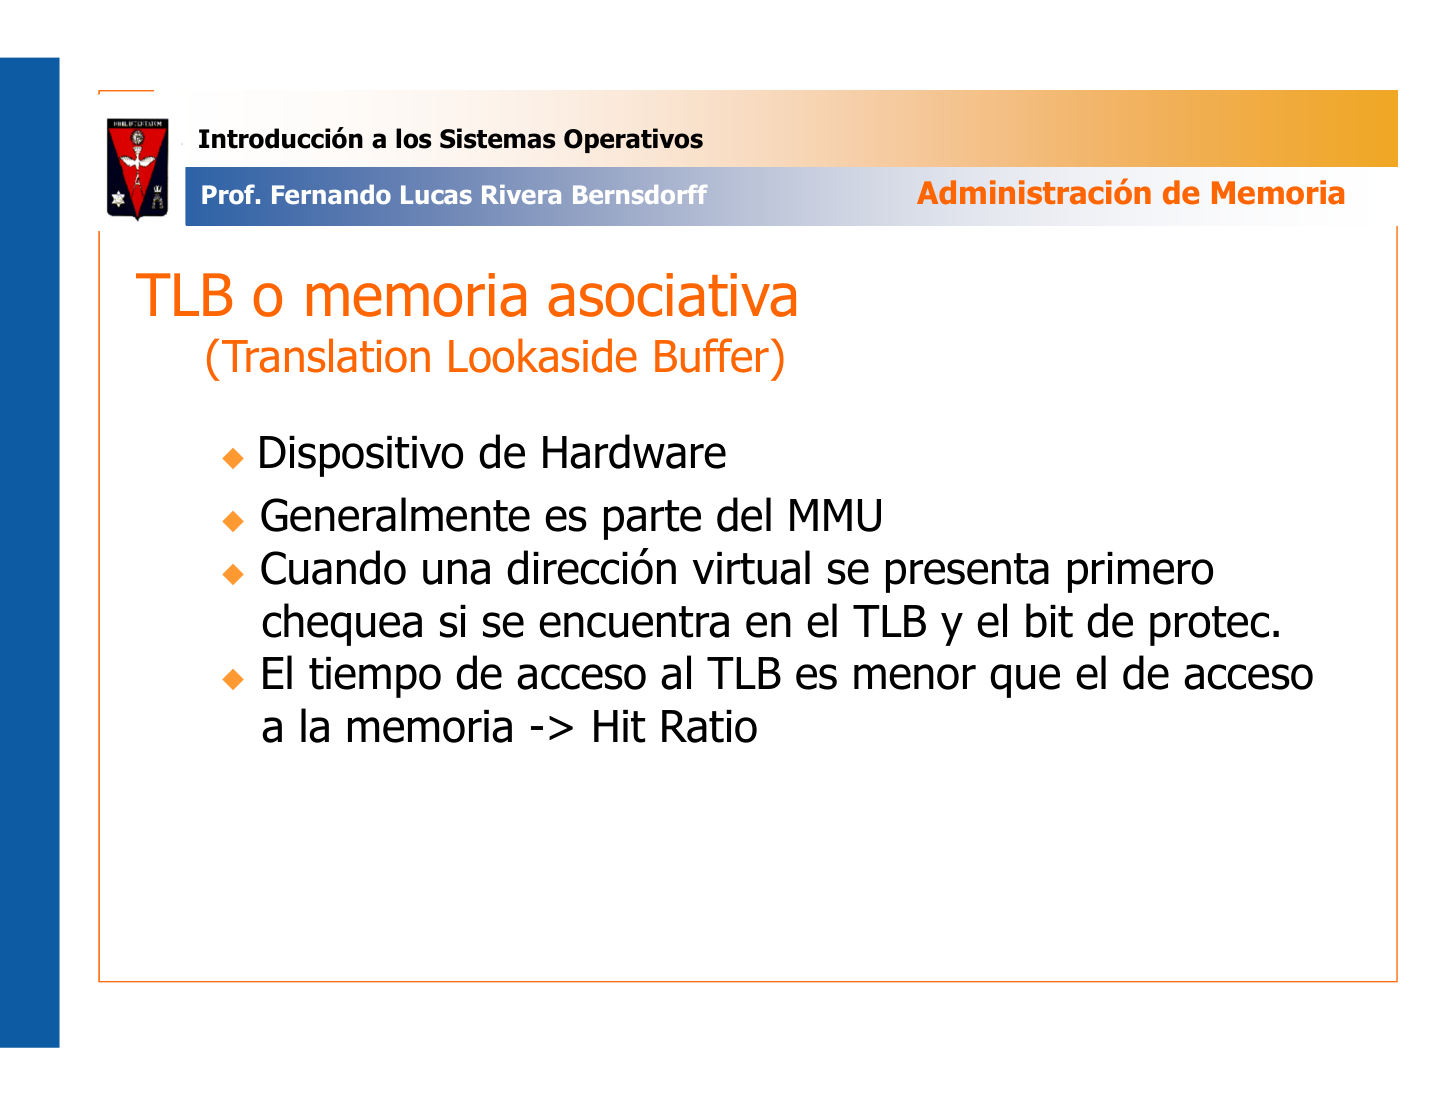 Introducción a los Sistemas Operativos
Prof. Fernando Lucas Rivera Bernsdorff
Administración de Memoria
TLB o memoria asociativa
(Translation Lookaside Buffer)
Dispositivo de Hardware
Generalmente es parte del MMU
Cuando una dirección virtual se presenta primero
chequea si se encuentra en el TLB y el bit de protec.
El tiempo de acceso al TLB es menor que el de acceso
a la memoria -> Hit Ratio